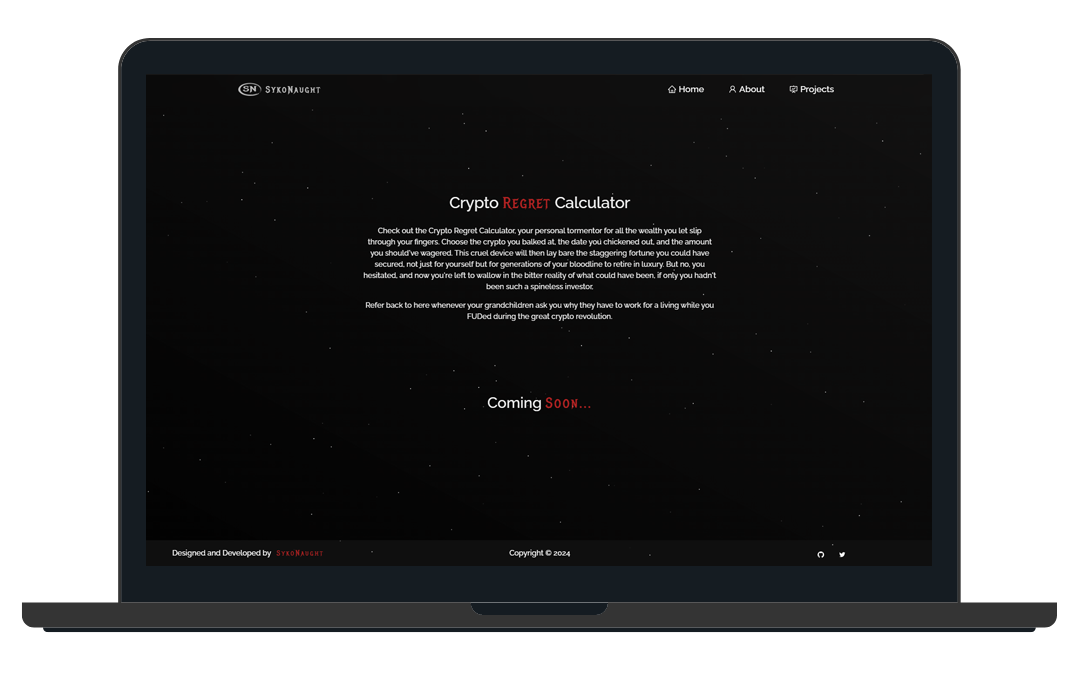 SN SykoNaught
Home
About
Projects
Crypto Regret Calculator
Check out the Crypto Regret Calculator, your personal tormentor for all the wealth you let slip
through your fingers. Choose the crypto you balked at, the date you chickened out, and the amount
you should've wagered. This cruel device will then lay bare the staggering fortune you could have
secured, not just for yourself but for generations of your bloodline to retire in luxury. But no, you
hesitated, and now you're left to wallow in the bitter reality of what could have been, if only you hadn't
been such a spineless investor.
Refer back to here whenever your grandchildren ask you why they have to work for a living while you
FUDed during the great crypto revolution.
Coming Soon...
Designed and Developed by SykoNaught
Copyright © 2024